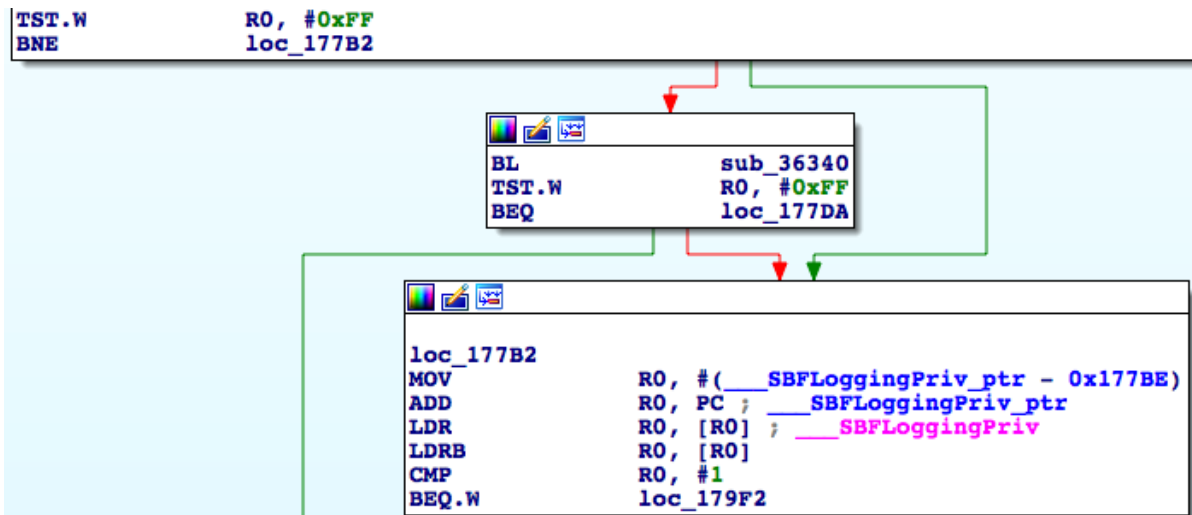 TST.W R0, #0xFF
BNE loc_177B2
BL sub_36340
TST.W R0, #0xFF
BEQ loc_177DA
loc_177B2
MOV R0, #(___SBFLoggingPriv_ptr - 0x177BE)
ADD R0, PC ; ___SBFLoggingPriv_ptr
LDR R0, [R0] ; ___SBFLoggingPriv
LDRB R0, [R0]
CMP R0, #1
BEQ.W loc_179F2